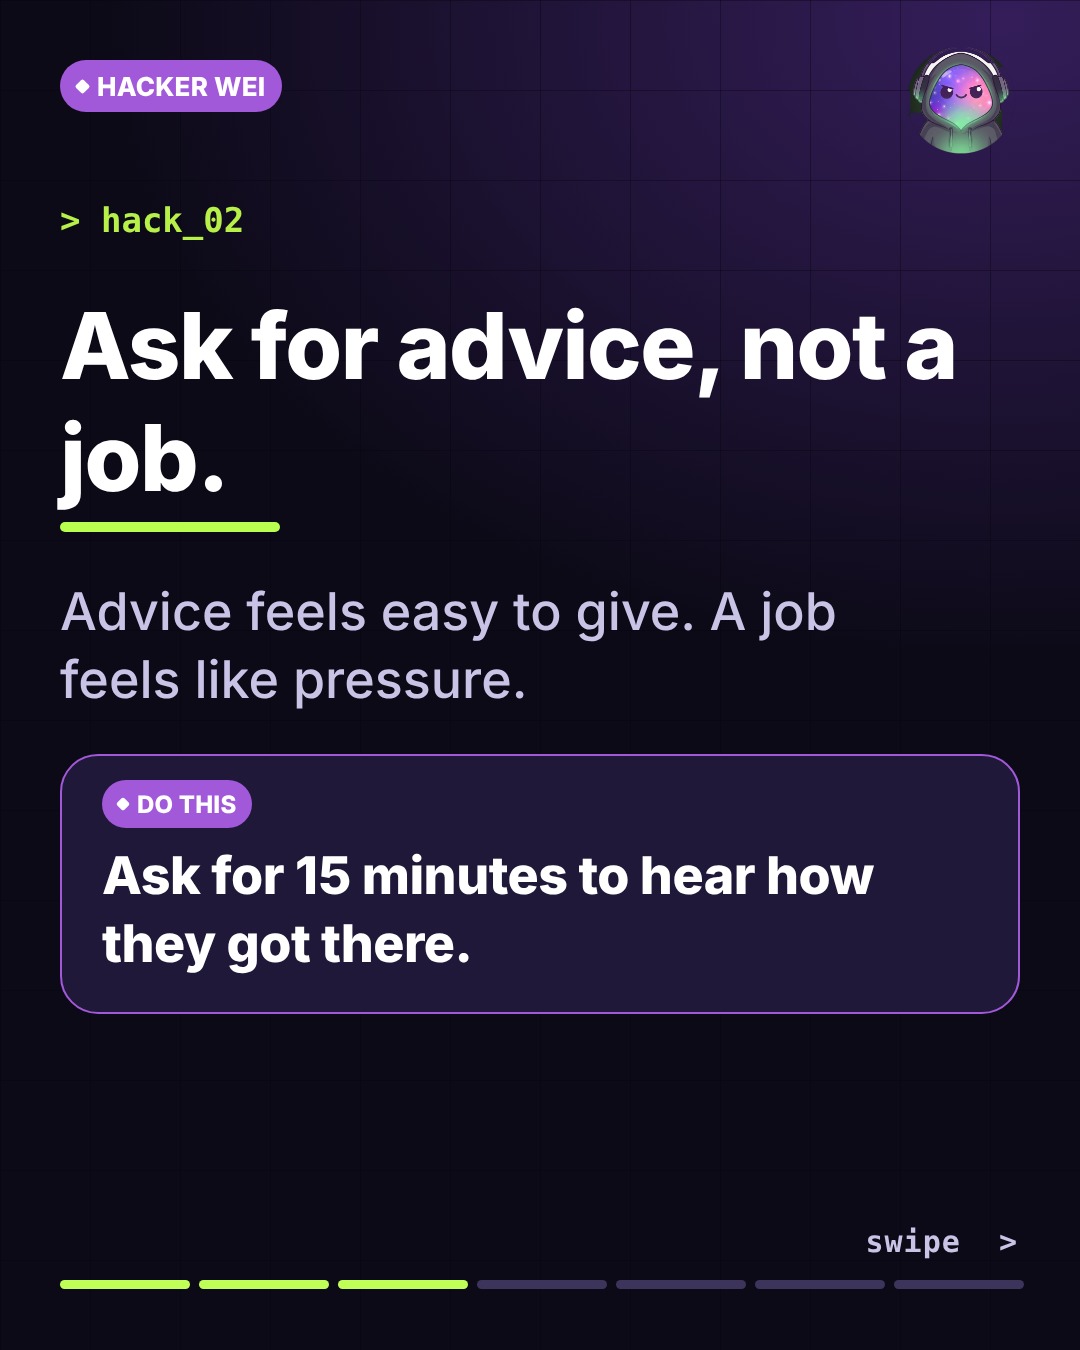 HACKER WEI
> hack_02
Ask for advice, not a
job.
Advice feels easy to give. A job
feels like pressure.
DO THIS
Ask for 15 minutes to hear how
they got there.
swipe >